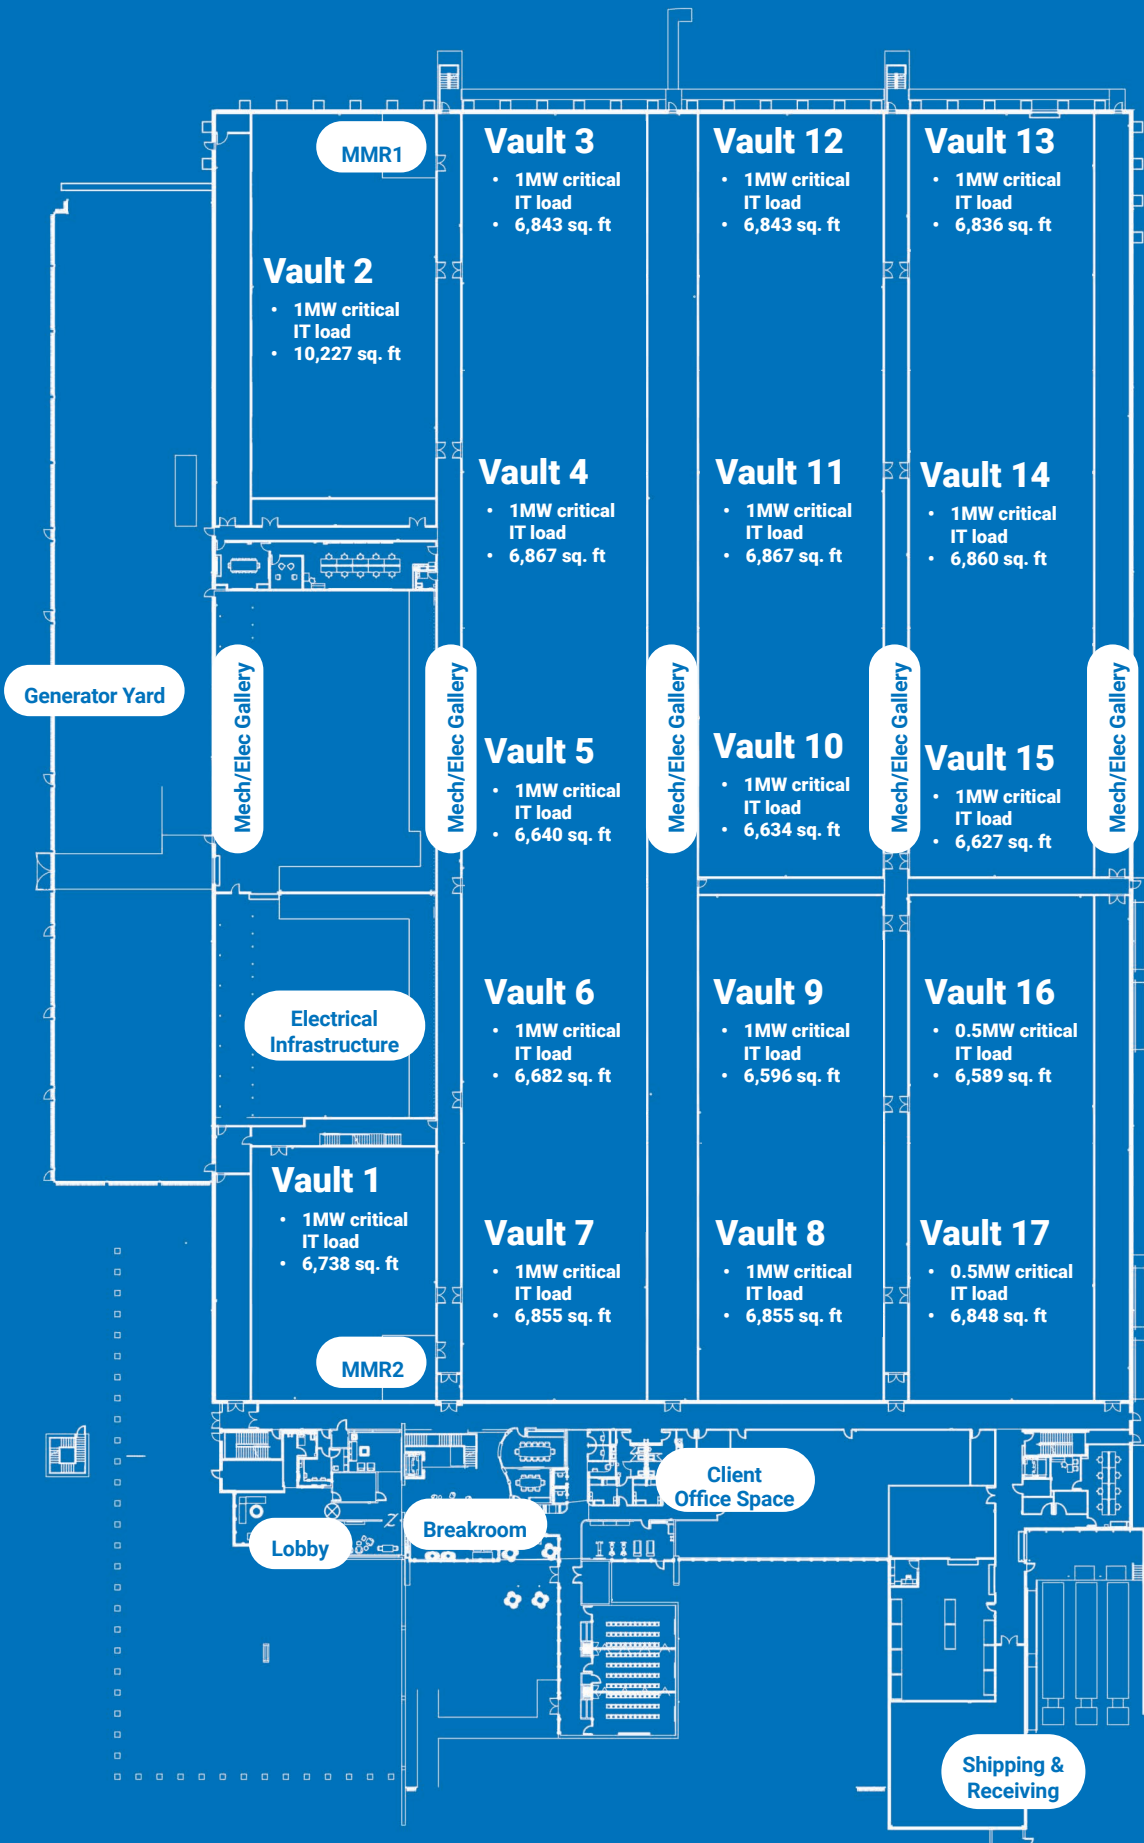 MMR1
Vault 2
• 1MW critical
IT load
• 10,227 sq. ft
Vault 3
• 1MW critical
IT load
• 6,843 sq. ft
Vault 12
• 1MW critical
IT load
• 6,843 sq. ft
Vault 13
• 1MW critical
IT load
• 6,836 sq. ft
Vault 4
• 1MW critical
IT load
• 6,867 sq. ft
Vault 11
• 1MW critical
IT load
• 6,867 sq. ft
Vault 14
• 1MW critical
IT load
• 6,860 sq. ft
Generator Yard
Mech/Elec Gallery
Mech/Elec Gallery
Mech/Elec Gallery
Mech/Elec Gallery
Mech/Elec Gallery
Vault 5
• 1MW critical
IT load
• 6,640 sq. ft
Vault 10
• 1MW critical
IT load
• 6,634 sq. ft
Vault 15
• 1MW critical
IT load
• 6,627 sq. ft
Electrical
Infrastructure
Vault 6
• 1MW critical
IT load
• 6,682 sq. ft
Vault 9
• 1MW critical
IT load
• 6,596 sq. ft
Vault 16
• 0.5MW critical
IT load
• 6,589 sq. ft
Vault 1
• 1MW critical
IT load
• 6,738 sq. ft
MMR2
Vault 7
• 1MW critical
IT load
• 6,855 sq. ft
Vault 8
• 1MW critical
IT load
• 6,855 sq. ft
Vault 17
• 0.5MW critical
IT load
• 6,848 sq. ft
Lobby
Breakroom
Client
Office Space
Shipping &
Receiving